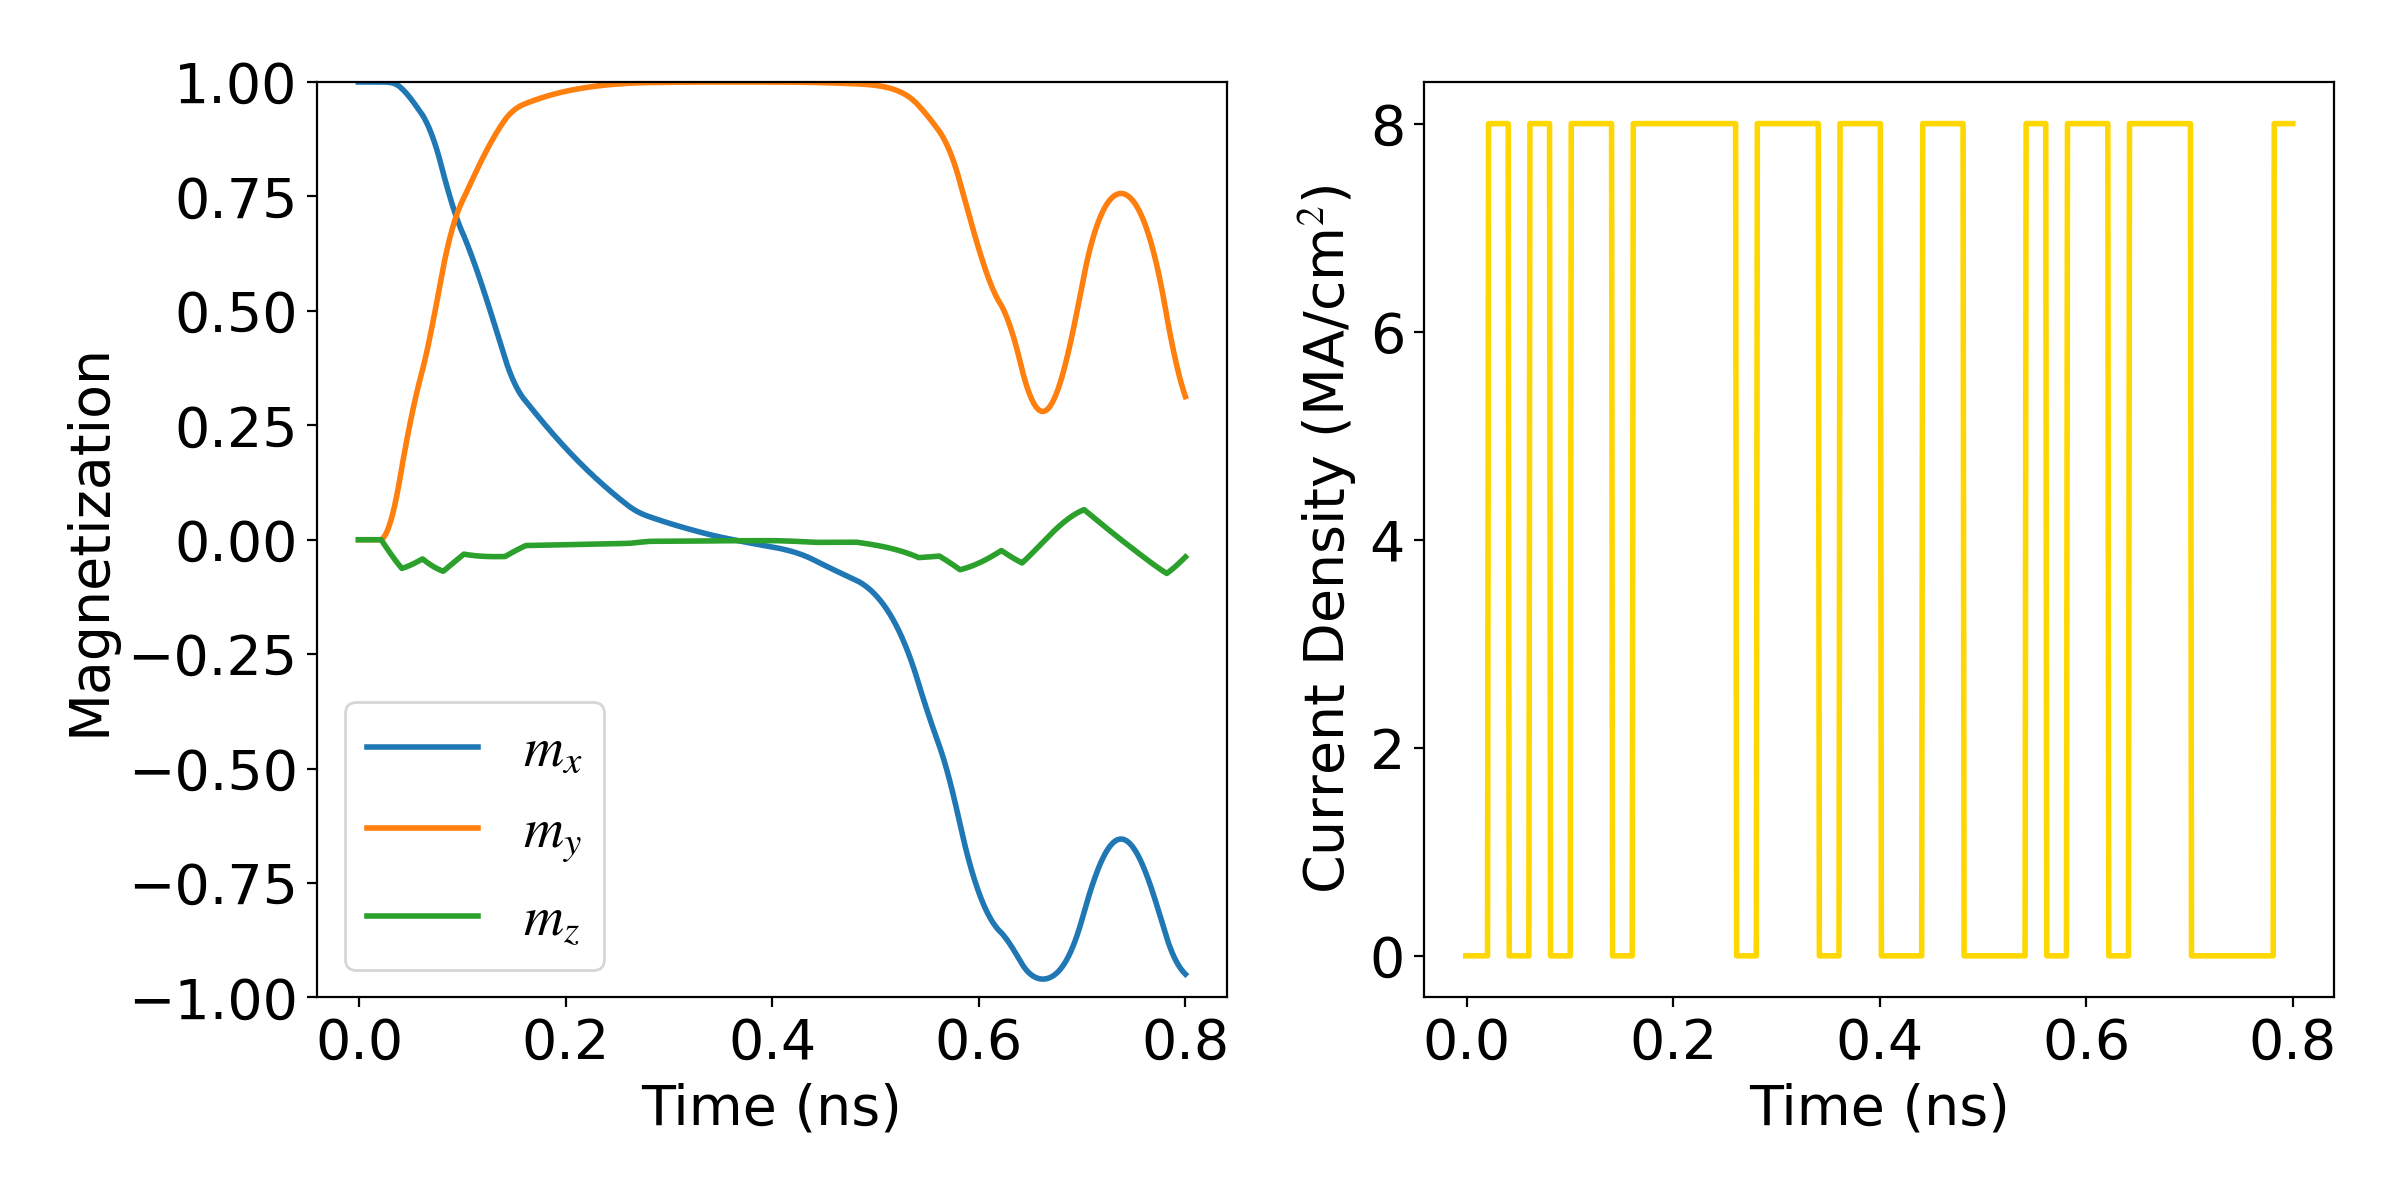 1.00
0.75
0.50
0.25
0.00
−0.25
−0.50
−0.75
−1.00
Magnetization
m_x
m_y
m_z
0.0 0.2 0.4 0.6 0.8
Time (ns)
8
6
4
2
0
Current Density (MA/cm²)
0.0 0.2 0.4 0.6 0.8
Time (ns)